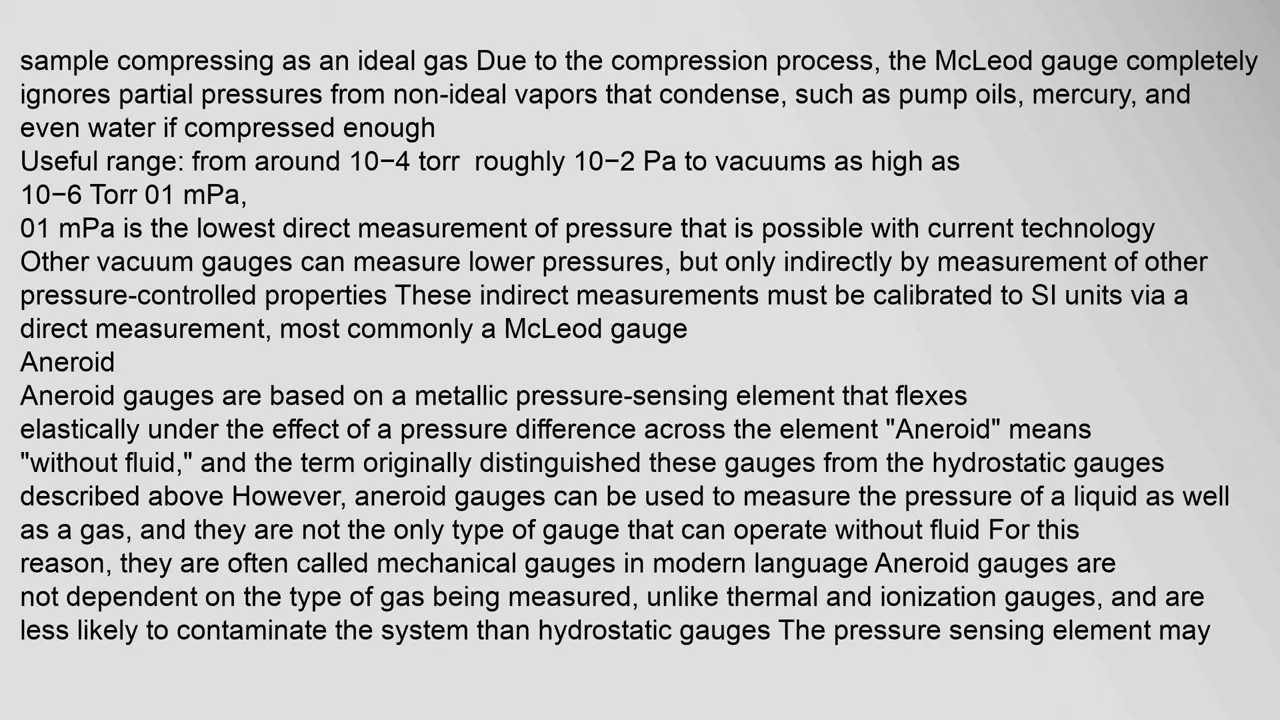 sample compressing as an ideal gas Due to the compression process, the McLeod gauge completely
ignores partial pressures from non-ideal vapors that condense, such as pump oils, mercury, and
even water if compressed enough
Useful range: from around 10−4 torr  roughly 10−2 Pa to vacuums as high as
10−6 Torr 01 mPa,
01 mPa is the lowest direct measurement of pressure that is possible with current technology
Other vacuum gauges can measure lower pressures, but only indirectly by measurement of other
pressure-controlled properties These indirect measurements must be calibrated to SI units via a
direct measurement, most commonly a McLeod gauge
Aneroid
Aneroid gauges are based on a metallic pressure-sensing element that flexes
elastically under the effect of a pressure difference across the element "Aneroid" means
"without fluid," and the term originally distinguished these gauges from the hydrostatic gauges
described above However, aneroid gauges can be used to measure the pressure of a liquid as well
as a gas, and they are not the only type of gauge that can operate without fluid For this
reason, they are often called mechanical gauges in modern language Aneroid gauges are
not dependent on the type of gas being measured, unlike thermal and ionization gauges, and are
less likely to contaminate the system than hydrostatic gauges The pressure sensing element may